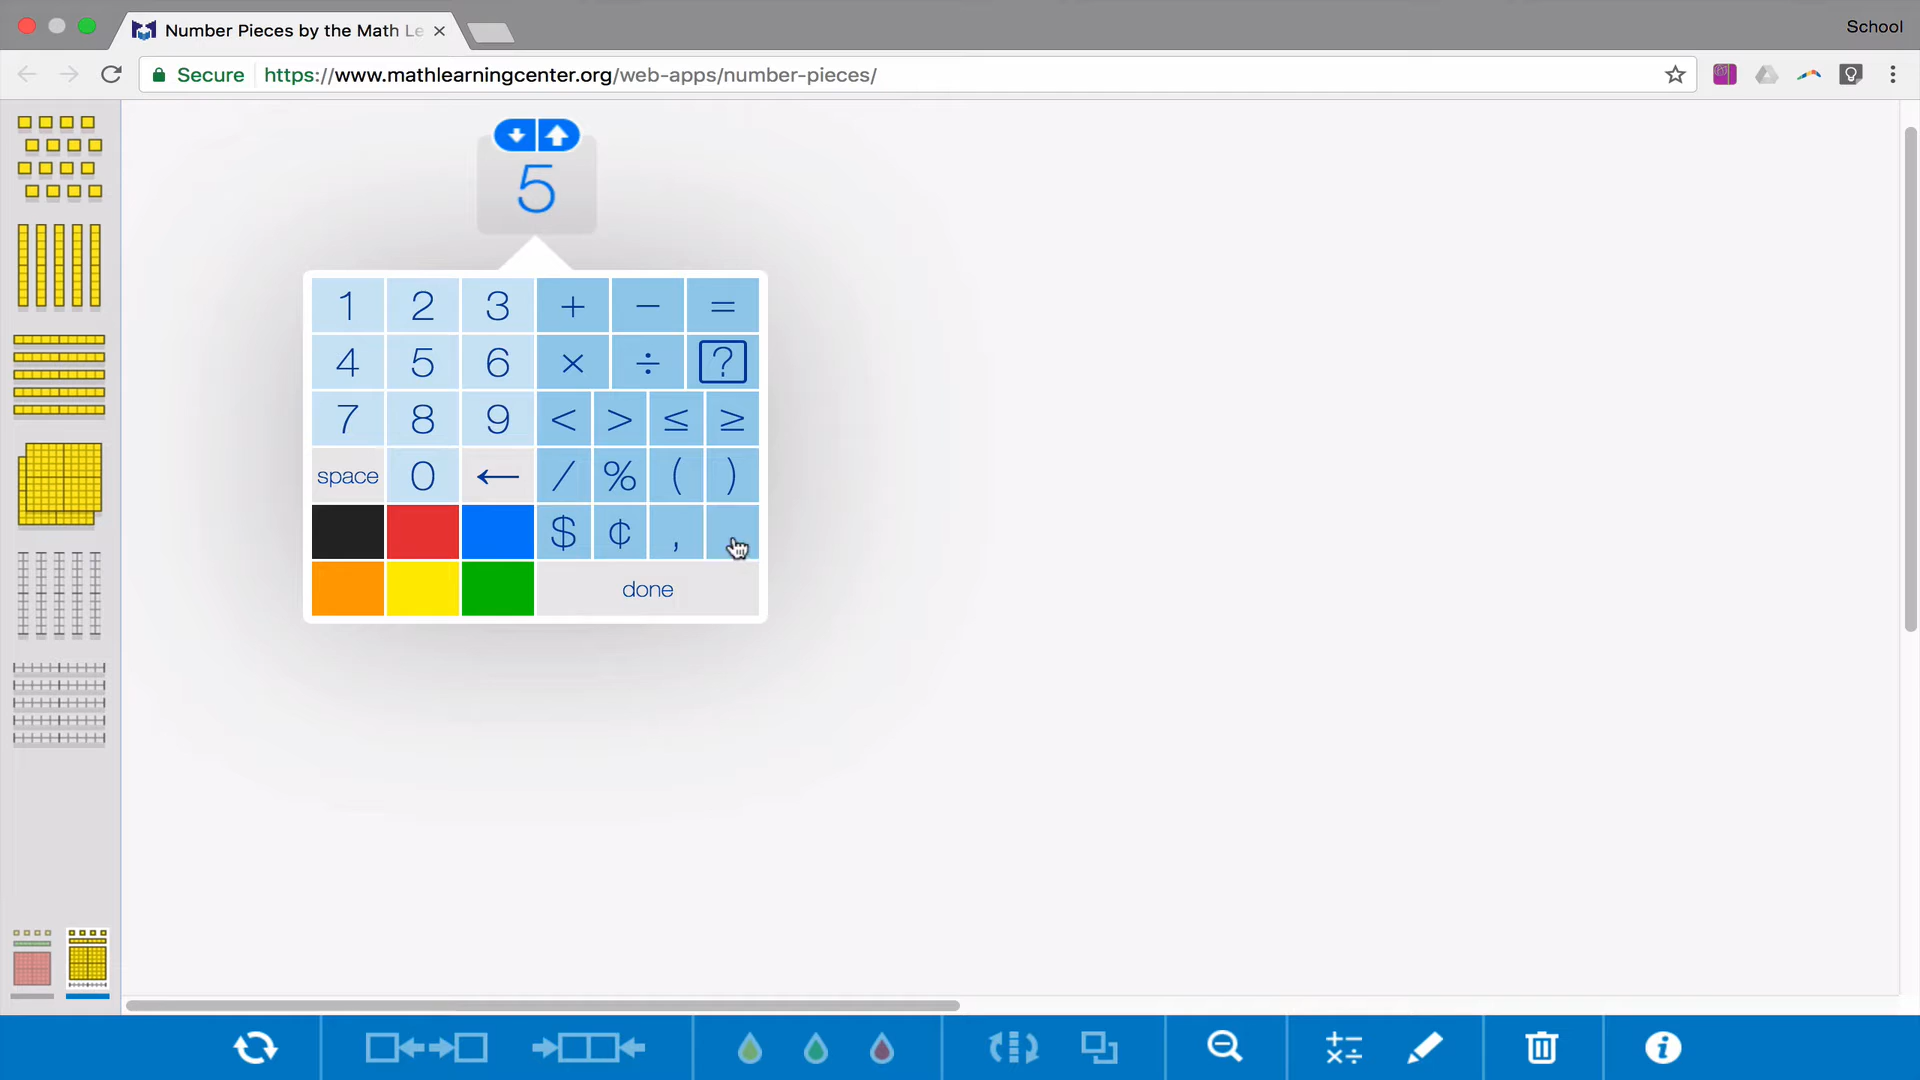 School
Number Pieces by the Math Le
Secure https://www.mathlearningcenter.org/web-apps/number-pieces/
5
1 2 3 + − =
4 5 6 × ÷ ?
7 8 9 < > ≤ ≥
space 0 ← / % ( )
$ ¢ ,
done